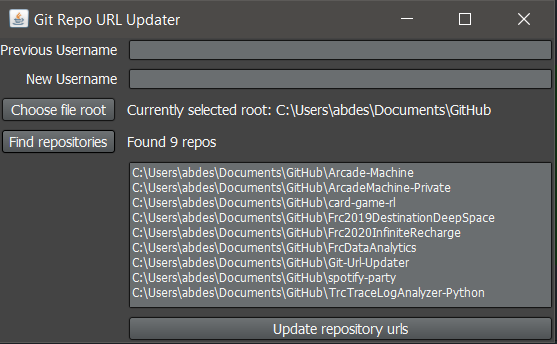 Git Repo URL Updater
Previous Username
New Username
Choose file root Currently selected root: C:\Users\abdes\Documents\GitHub
Find repositories Found 9 repos
C:\Users\abdes\Documents\GitHub\Arcade-Machine
C:\Users\abdes\Documents\GitHub\ArcadeMachine-Private
C:\Users\abdes\Documents\GitHub\card-game-rl
C:\Users\abdes\Documents\GitHub\Frc2019DestinationDeepSpace
C:\Users\abdes\Documents\GitHub\Frc2020InfiniteRecharge
C:\Users\abdes\Documents\GitHub\FrcDataAnalytics
C:\Users\abdes\Documents\GitHub\Git-Url-Updater
C:\Users\abdes\Documents\GitHub\spotify-party
C:\Users\abdes\Documents\GitHub\TrcTraceLogAnalyzer-Python
Update repository urls